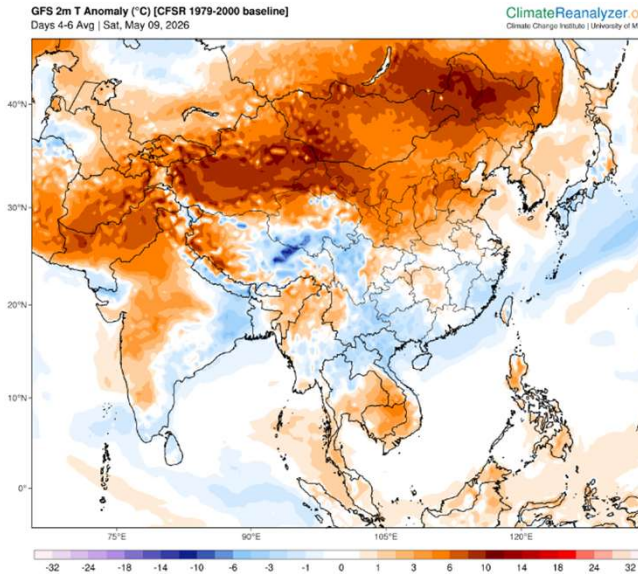 GFS 2m T Anomaly (°C) [CFSR 1979-2000 baseline]
Days 4-6 Avg | Sat, May 09, 2026
ClimateReanalyzer.o
Climate Change Institute | University of M
40°N
30°N
20°N
10°N
0°
75°E
90°E
105°E
120°E
-32 -24 -18 -14 -10 -6 -3 -1 0 1 3 6 10 14 18 24 32